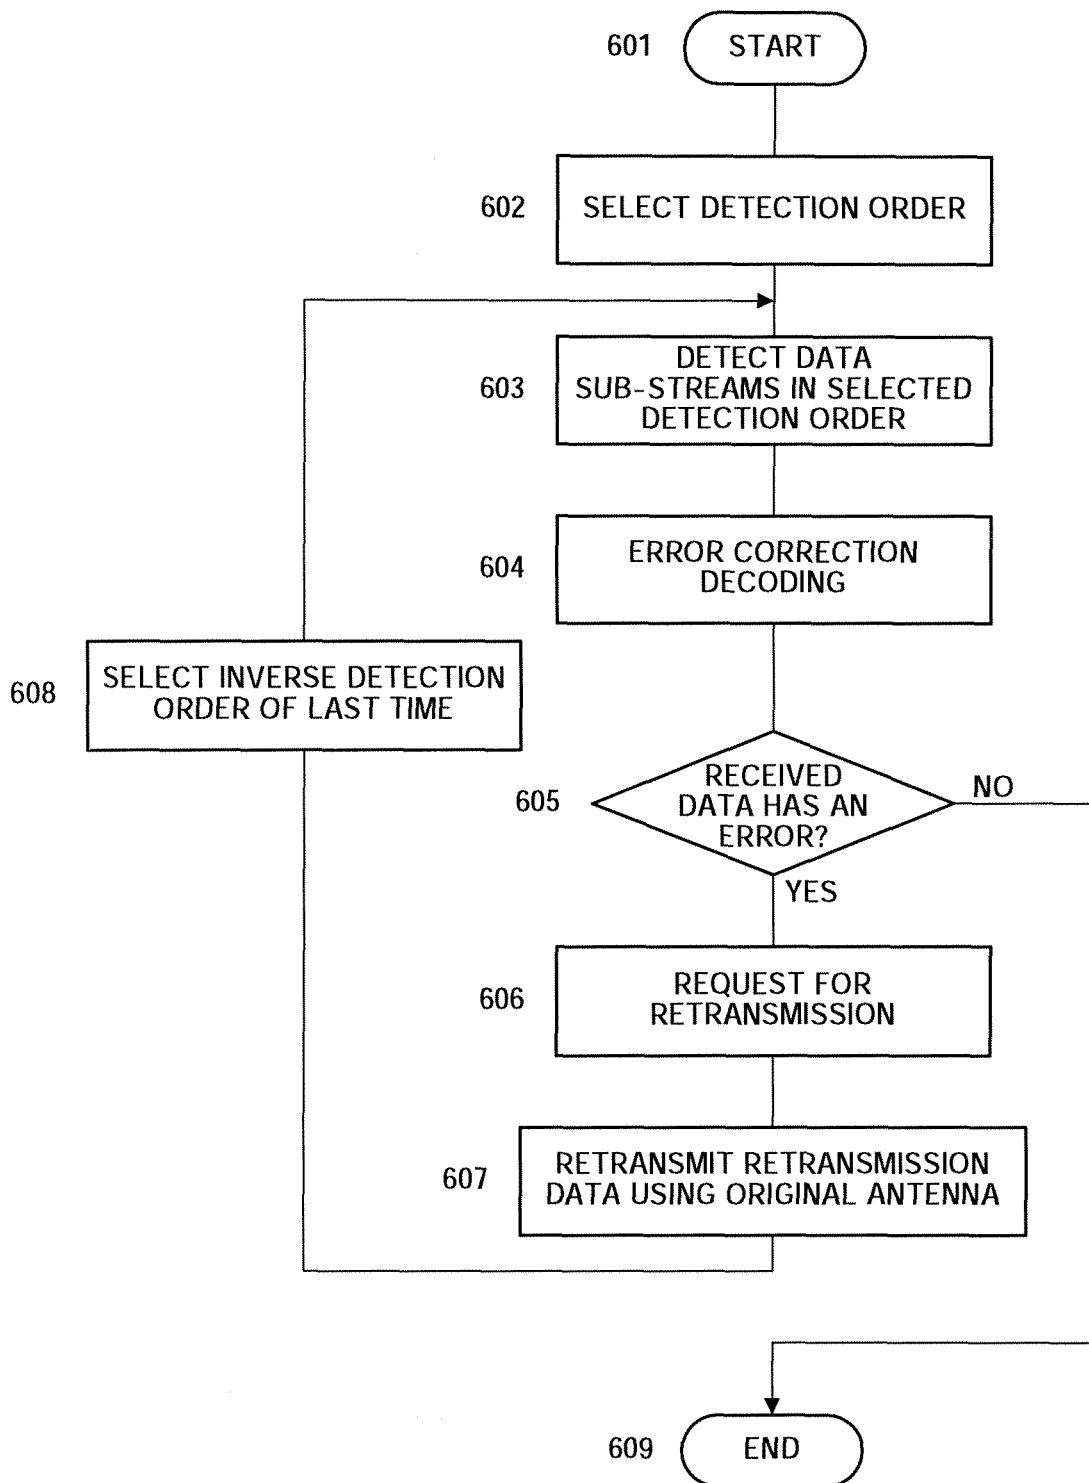 601
START
602
SELECT DETECTION ORDER
603
DETECT DATA
SUB-STREAMS IN SELECTED
DETECTION ORDER
604
ERROR CORRECTION
DECODING
608
SELECT INVERSE DETECTION
ORDER OF LAST TIME
605
RECEIVED
DATA HAS AN
ERROR?
NO
YES
606
REQUEST FOR
RETRANSMISSION
607
RETRANSMIT RETRANSMISSION
DATA USING ORIGINAL ANTENNA
609
END